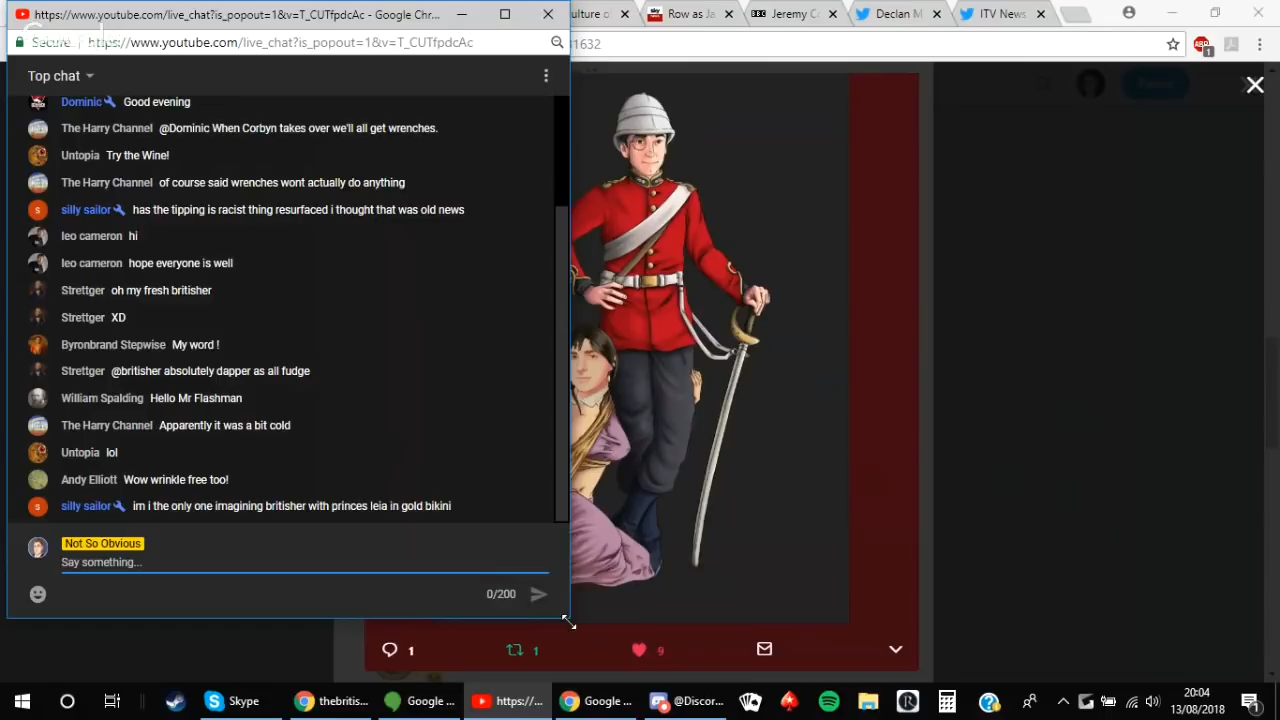 https://www.youtube.com/live_chat?is_popout=1&v=T_CUTfpdcAc - Google Chr...
ulture of
Row as Ja
Jeremy C
Declan M
ITV News
Secure
https://www.youtube.com/live_chat?is_popout=1&v=T_CUTfpdcAc
31632
Top chat
Dominic Good evening
The Harry Channel @Dominic When Corbyn takes over we'll all get wrenches.
Untopia Try the Wine!
The Harry Channel of course said wrenches wont actually do anything
silly sailor has the tipping is racist thing resurfaced i thought that was old news
leo cameron hi
leo cameron hope everyone is well
Strettger oh my fresh britisher
Strettger XD
Byronbrand Stepwise My word !
Strettger @britisher absolutely dapper as all fudge
William Spalding Hello Mr Flashman
The Harry Channel Apparently it was a bit cold
Untopia lol
Andy Elliott Wow wrinkle free too!
silly sailor im i the only one imagining britisher with princes leia in gold bikini
Not So Obvious
Say something...
0/200
1
1
9
Skype
thebritis...
Google ...
https://...
Google ...
@Discor...
20:04
13/08/2018